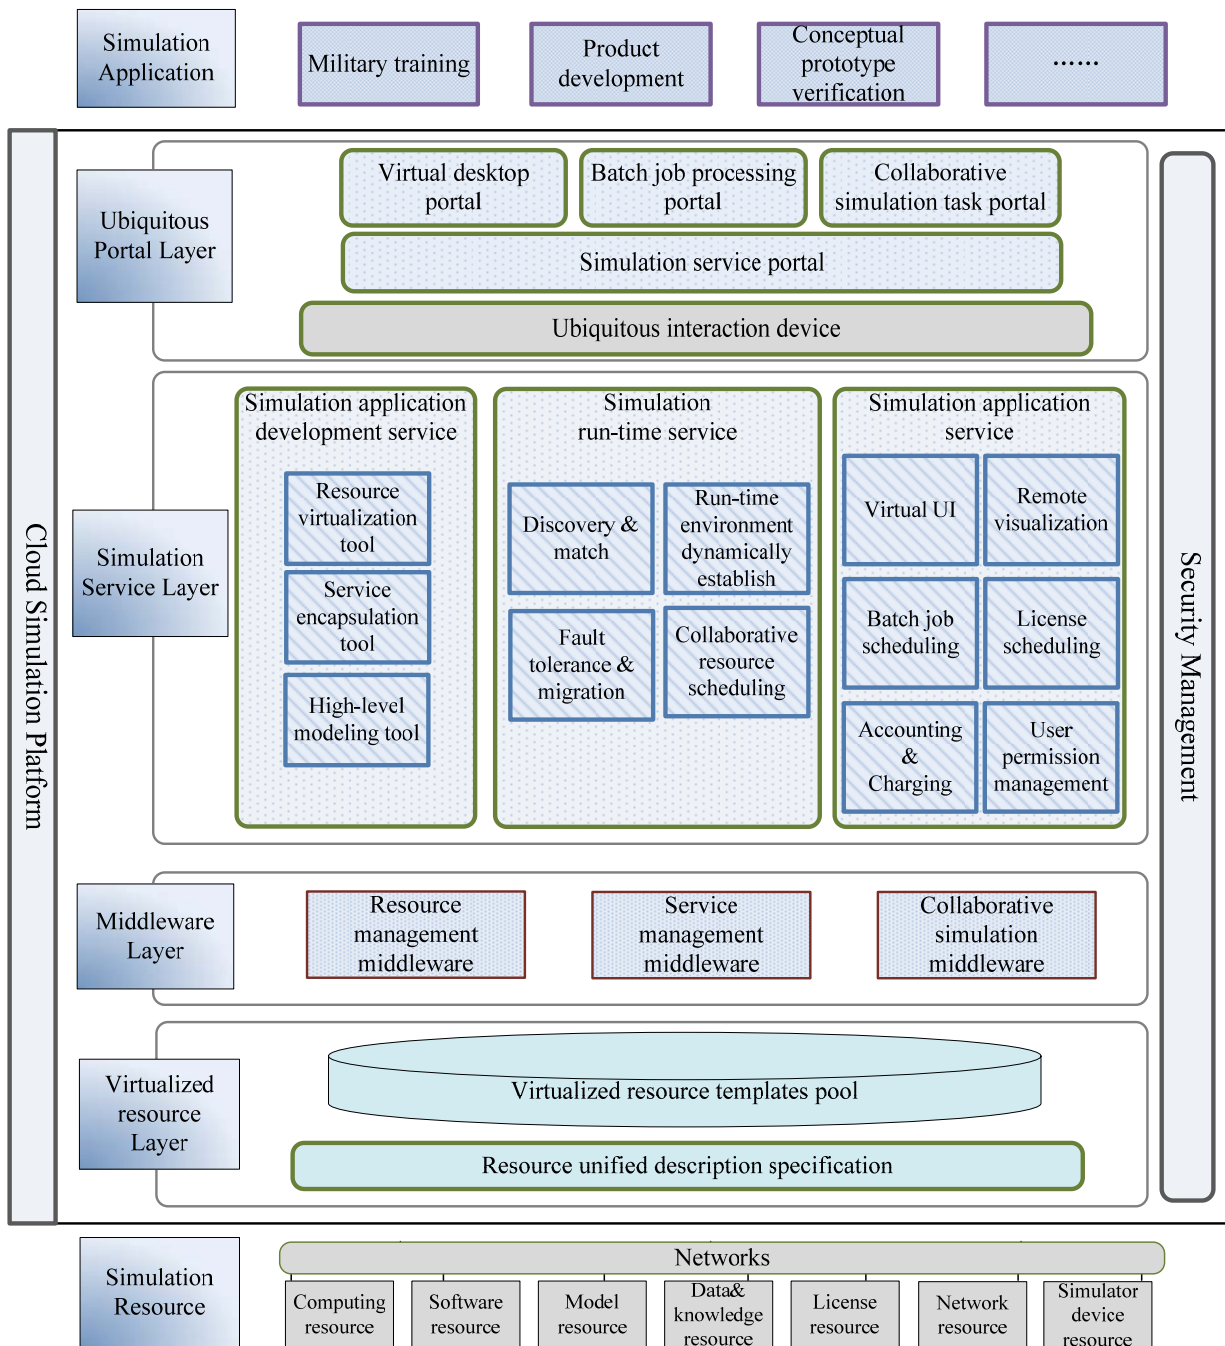 Simulation
Application
Military training
Product
development
Conceptual
prototype
verification
......
Cloud Simulation Platform
Security Management
Ubiquitous
Portal Layer
Virtual desktop
portal
Batch job processing
portal
Collaborative
simulation task portal
Simulation service portal
Ubiquitous interaction device
Simulation
Service Layer
Simulation application
development service
Resource
virtualization
tool
Service
encapsulation
tool
High-level
modeling tool
Simulation
run-time service
Discovery &
match
Run-time
environment
dynamically
establish
Fault
tolerance &
migration
Collaborative
resource
scheduling
Simulation application
service
Virtual UI
Remote
visualization
Batch job
scheduling
License
scheduling
Accounting
&
Charging
User
permission
management
Middleware
Layer
Resource
management
middleware
Service
management
middleware
Collaborative
simulation
middleware
Virtualized
resource
Layer
Virtualized resource templates pool
Resource unified description specification
Simulation
Resource
Networks
Computing
resource
Software
resource
Model
resource
Data&
knowledge
resource
License
resource
Network
resource
Simulator
device
resource